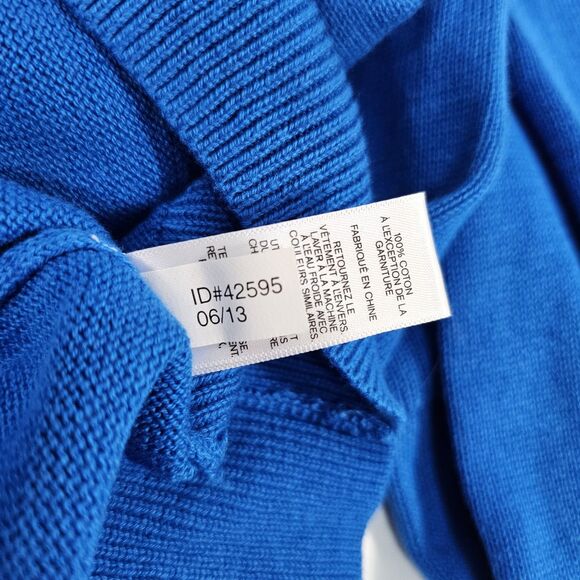 100% COTON
À L'EXCEPTION DE LA
GARNITURE
FABRIQUÉ EN CHINE
RETOURNEZ LE
VÊTEMENT À L'ENVERS.
LAVER À LA MACHINE
À L'EAU FROIDE AVEC
COULEURS SIMILAIRES.
ID#42595
06/13